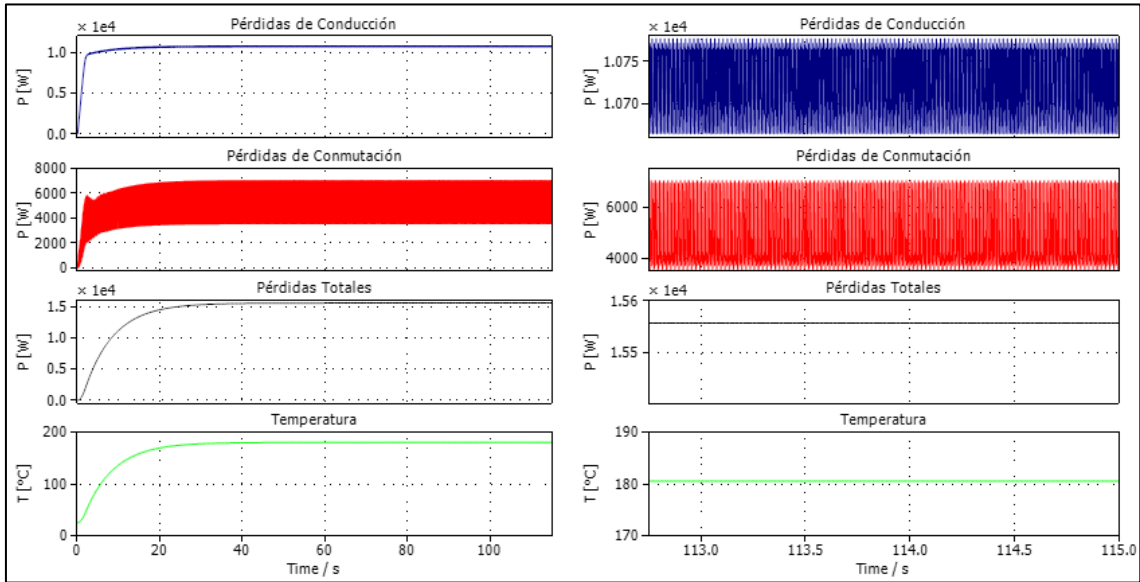 Pérdidas de Conducción
× 1e4
1.0
0.5
0.0
P [W]
Pérdidas de Conmutación
8000
6000
4000
2000
0
P [W]
Pérdidas Totales
× 1e4
1.5
1.0
0.5
0.0
P [W]
Temperatura
200
100
0
T [ºC]
0 20 40 60 80 100
Time / s
Pérdidas de Conducción
× 1e4
1.075
1.070
P [W]
Pérdidas de Conmutación
6000
4000
P [W]
Pérdidas Totales
× 1e4
1.56
1.55
P [W]
Temperatura
190
180
170
T [ºC]
113.0 113.5 114.0 114.5 115.0
Time / s